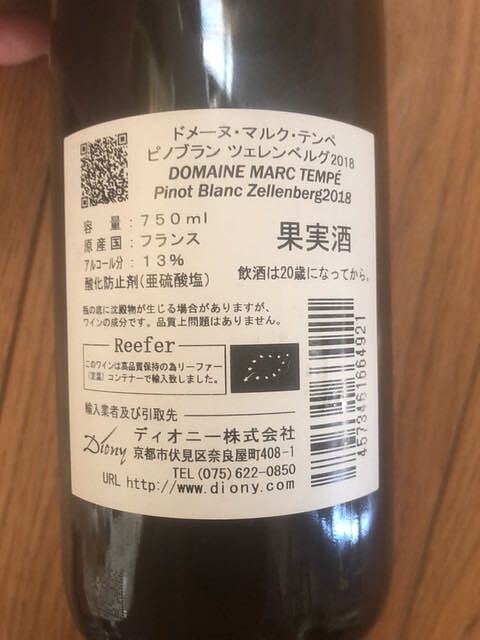 ドメーヌ・マルク・テンペ
ピノブラン ツェレンベルグ2018
DOMAINE MARC TEMPÉ
Pinot Blanc Zellenberg2018
容　量：750ml
原産国：フランス
アルコール分：13%
酸化防止剤(亜硫酸塩)
果実酒
飲酒は20歳になってから。
瓶の底に沈殿物が生じる場合がありますが、
ワインの成分です。品質上問題はありません。
Reefer
このワインは高品質保持の為リーファー
(定温)コンテナーで輸入致しました。
4573461664921
輸入業者及び引取先
Diony
ディオニー株式会社
京都市伏見区奈良屋町408-1
TEL(075)622-0850
URL http://www.diony.com